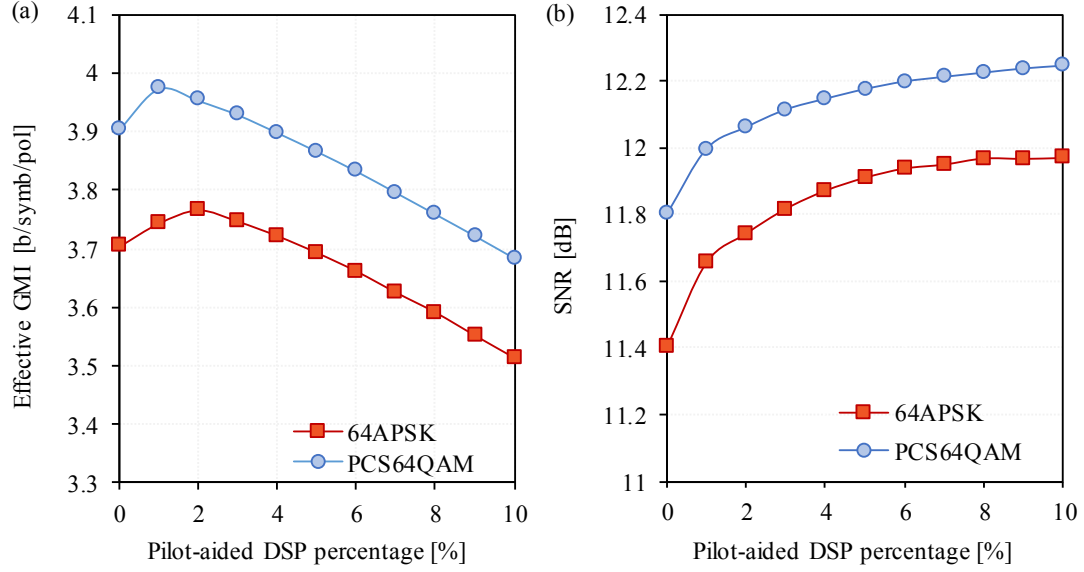 (a)
4.1
4
3.9
3.8
3.7
3.6
3.5
3.4
3.3
Effective GMI [b/symb/pol]
0 2 4 6 8 10
Pilot-aided DSP percentage [%]
64APSK
PCS64QAM
(b)
12.4
12.2
12
11.8
11.6
11.4
11.2
11
SNR [dB]
0 2 4 6 8 10
Pilot-aided DSP percentage [%]
64APSK
PCS64QAM